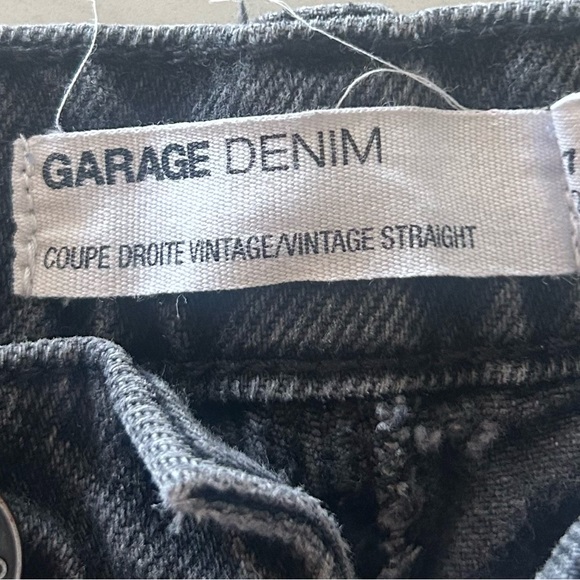 GARAGE DENIM
COUPE DROITE VINTAGE/VINTAGE STRAIGHT